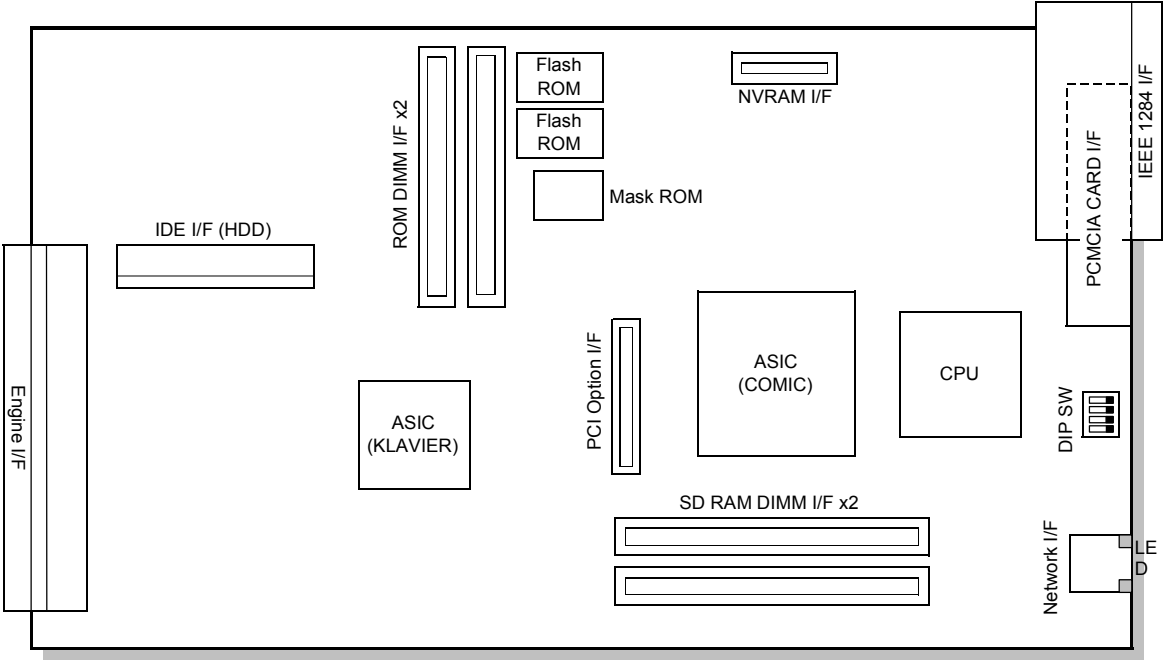 Flash
ROM
Flash
ROM
Mask ROM
ROM DIMM I/F x2
NVRAM I/F
IEEE 1284 I/F
PCMCIA CARD I/F
IDE I/F (HDD)
Engine I/F
ASIC
(KLAVIER)
PCI Option I/F
ASIC
(COMIC)
CPU
DIP SW
SD RAM DIMM I/F x2
Network I/F
LE
D